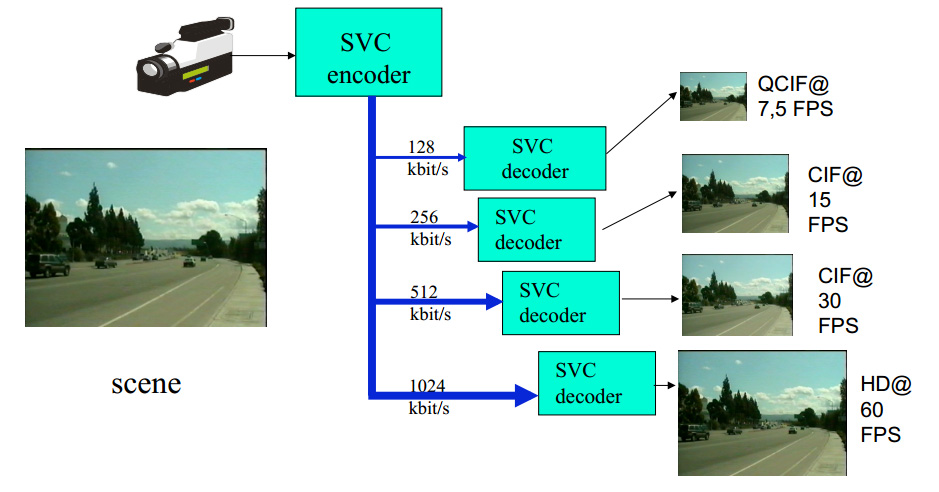 SVC
encoder
128
kbit/s
SVC
decoder
QCIF@
7,5 FPS
256
kbit/s
SVC
decoder
CIF@
15
FPS
512
kbit/s
SVC
decoder
CIF@
30
FPS
scene
1024
kbit/s
SVC
decoder
HD@
60
FPS